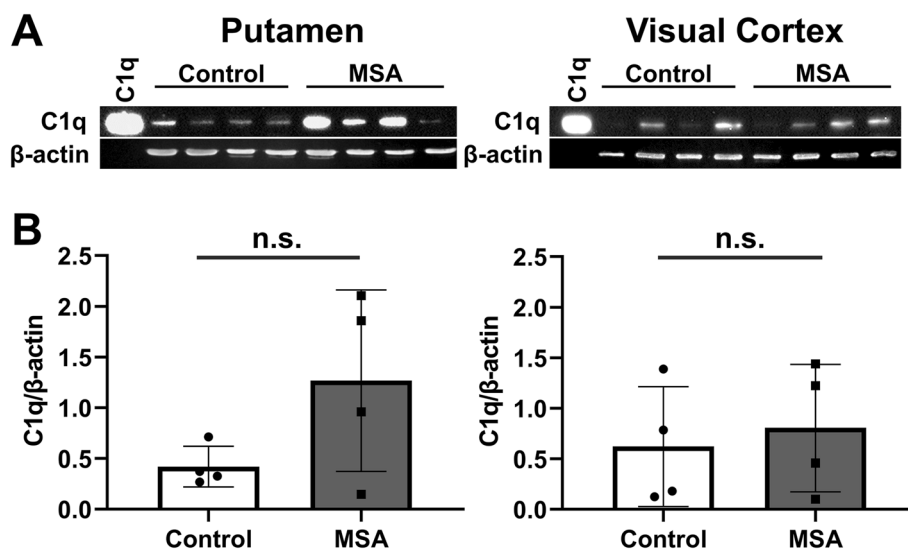 A
Putamen
Visual Cortex
C1q
Control
MSA
C1q
Control
MSA
C1q
C1q
β-actin
β-actin
B
n.s.
n.s.
C1q/β-actin
2.5
2.0
1.5
1.0
0.5
0.0
Control
MSA
C1q/β-actin
2.5
2.0
1.5
1.0
0.5
0.0
Control
MSA